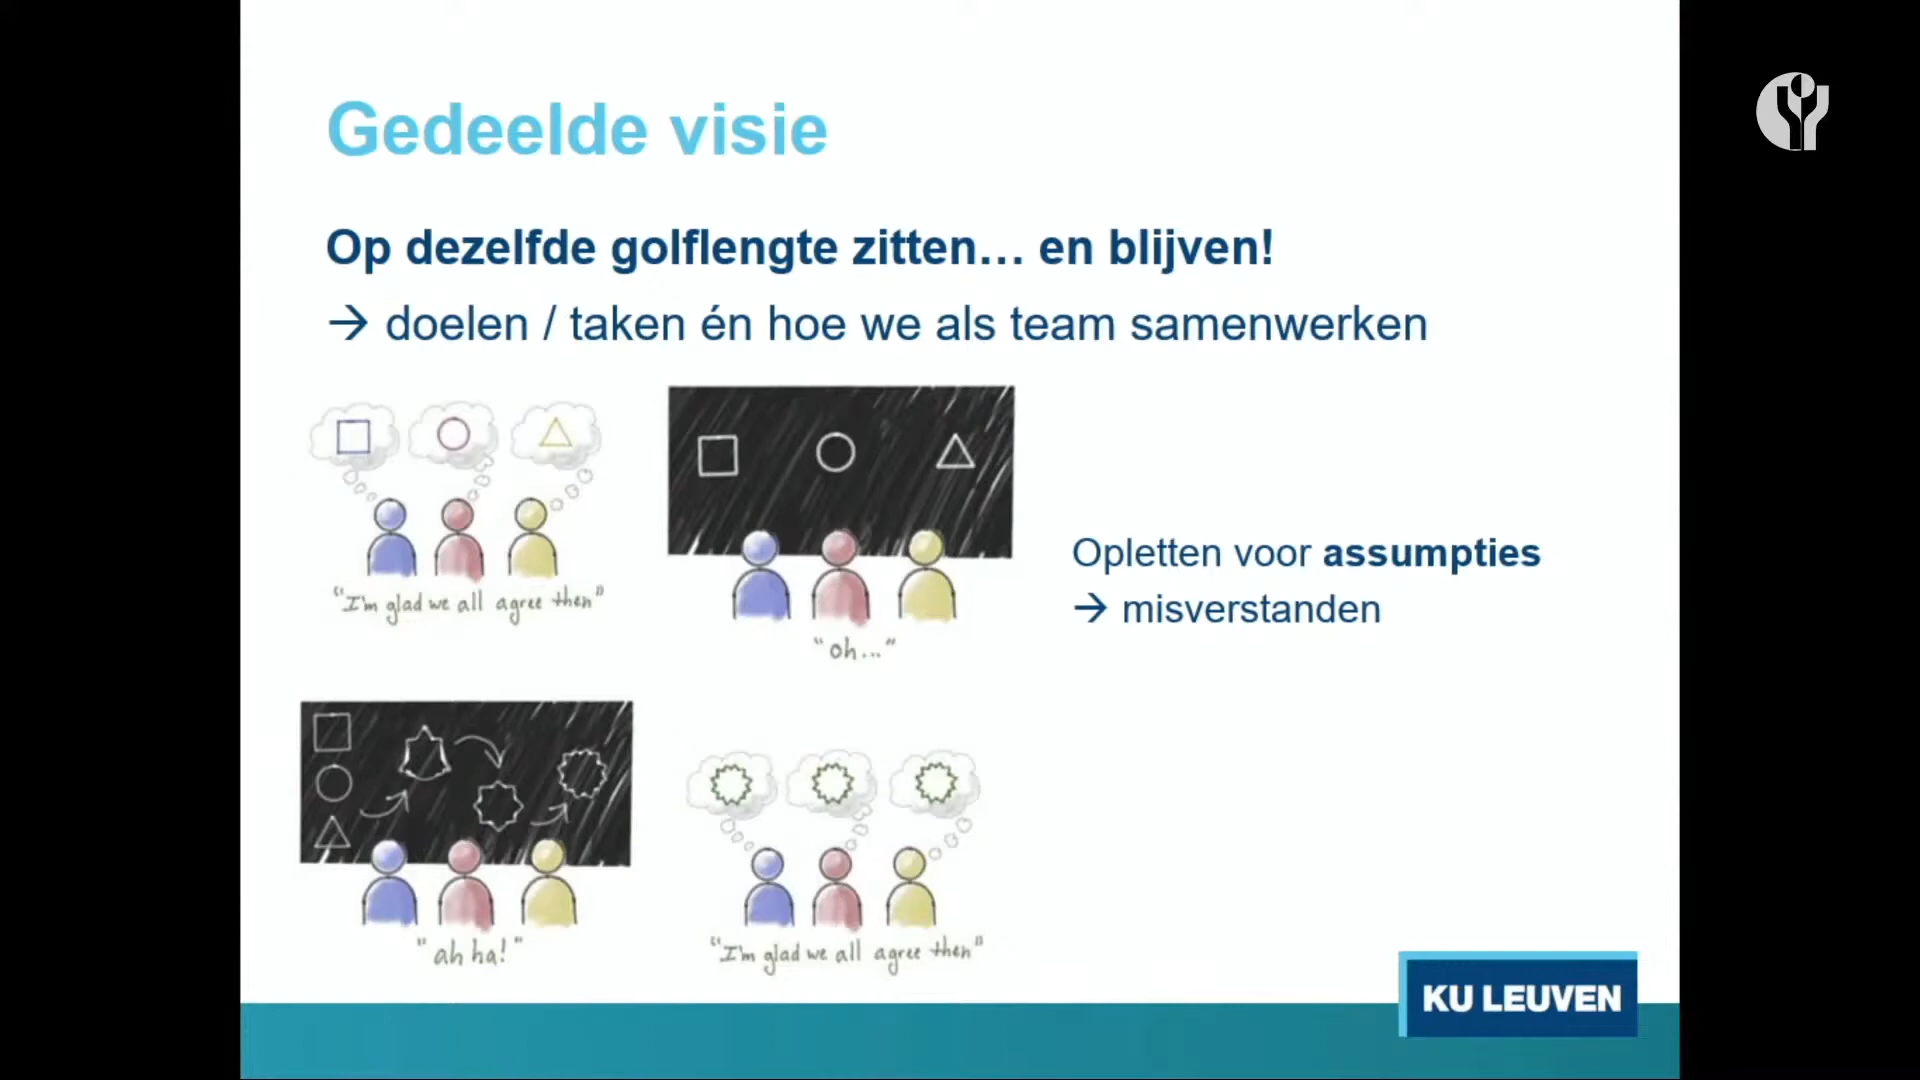 Gedeelde visie
Op dezelfde golflengte zitten… en blijven!
→ doelen / taken én hoe we als team samenwerken
"I'm glad we all agree then"
"oh..."
Opletten voor assumpties
→ misverstanden
"ah ha!"
"I'm glad we all agree then"
KU LEUVEN